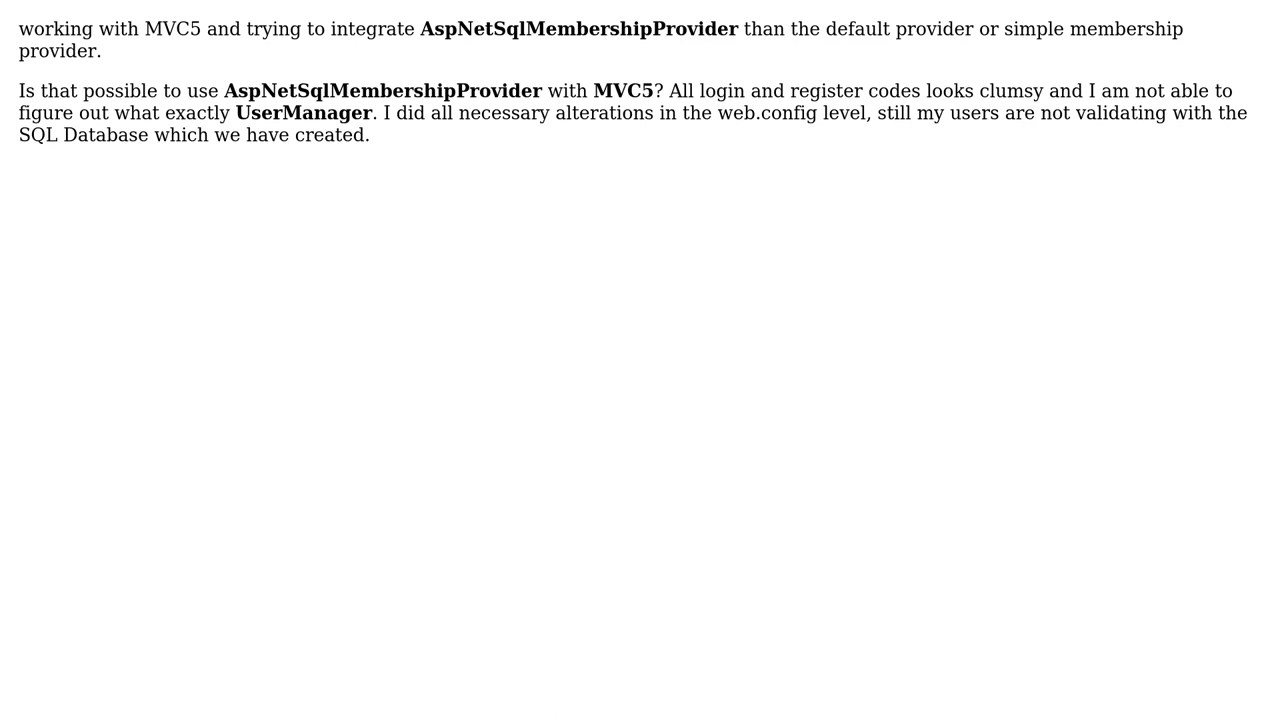 working with MVC5 and trying to integrate AspNetSqlMembershipProvider than the default provider or simple membership
provider.
Is that possible to use AspNetSqlMembershipProvider with MVC5? All login and register codes looks clumsy and I am not able to
figure out what exactly UserManager. I did all necessary alterations in the web.config level, still my users are not validating with the
SQL Database which we have created.